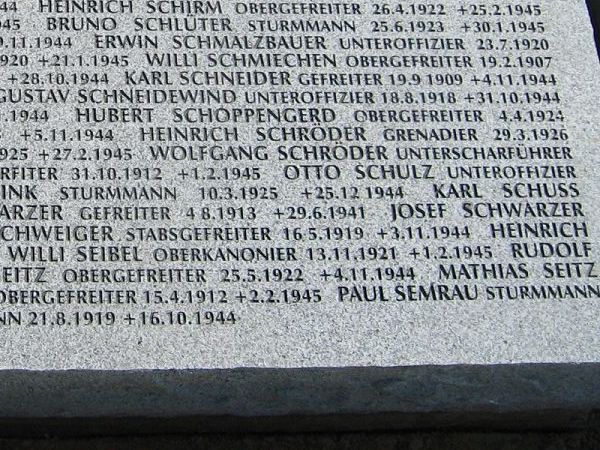 44 HEINRICH SCHIRM OBERGEFREITER 26.4.1922 +25.2.1945
45 BRUNO SCHLÜTER STURMMANN 25.6.1923 +30.1.1945
9.11.1944 ERWIN SCHMALZBAUER UNTEROFFIZIER 23.7.1920
920 +21.1.1945 WILLI SCHMIECHEN OBERGEFREITER 19.2.1907
+28.10.1944 KARL SCHNEIDER GEFREITER 19.9.1909 +4.11.1944
GUSTAV SCHNEIDEWIND UNTEROFFIZIER 18.8.1918 +31.10.1944
1944 HUBERT SCHOPPENGERD OBERGEFREITER 4.4.1924
+5.11.1944 HEINRICH SCHRÖDER GRENADIER 29.3.1926
925 +27.2.1945 WOLFGANG SCHRÖDER UNTERSCHARFÜHRER
RFITER 31.10.1912 +1.2.1945 OTTO SCHULZ UNTEROFFIZIER
INK STURMMANN 10.3.1925 +25.12.1944 KARL SCHUSS
ARZER GEFREITER 4.8.1913 +29.6.1941 JOSEF SCHWARZER
CHWEIGER STABSGEFREITER 16.5.1919 +3.11.1944 HEINRICH
WILLI SEIBEL OBERKANONIER 13.11.1921 +1.2.1945 RUDOLF
EITZ OBERGEFREITER 25.5.1922 +4.11.1944 MATHIAS SEITZ
OBERGEFREITER 15.4.1912 +2.2.1945 PAUL SEMRAU STURMMANN
NN 21.8.1919 +16.10.1944